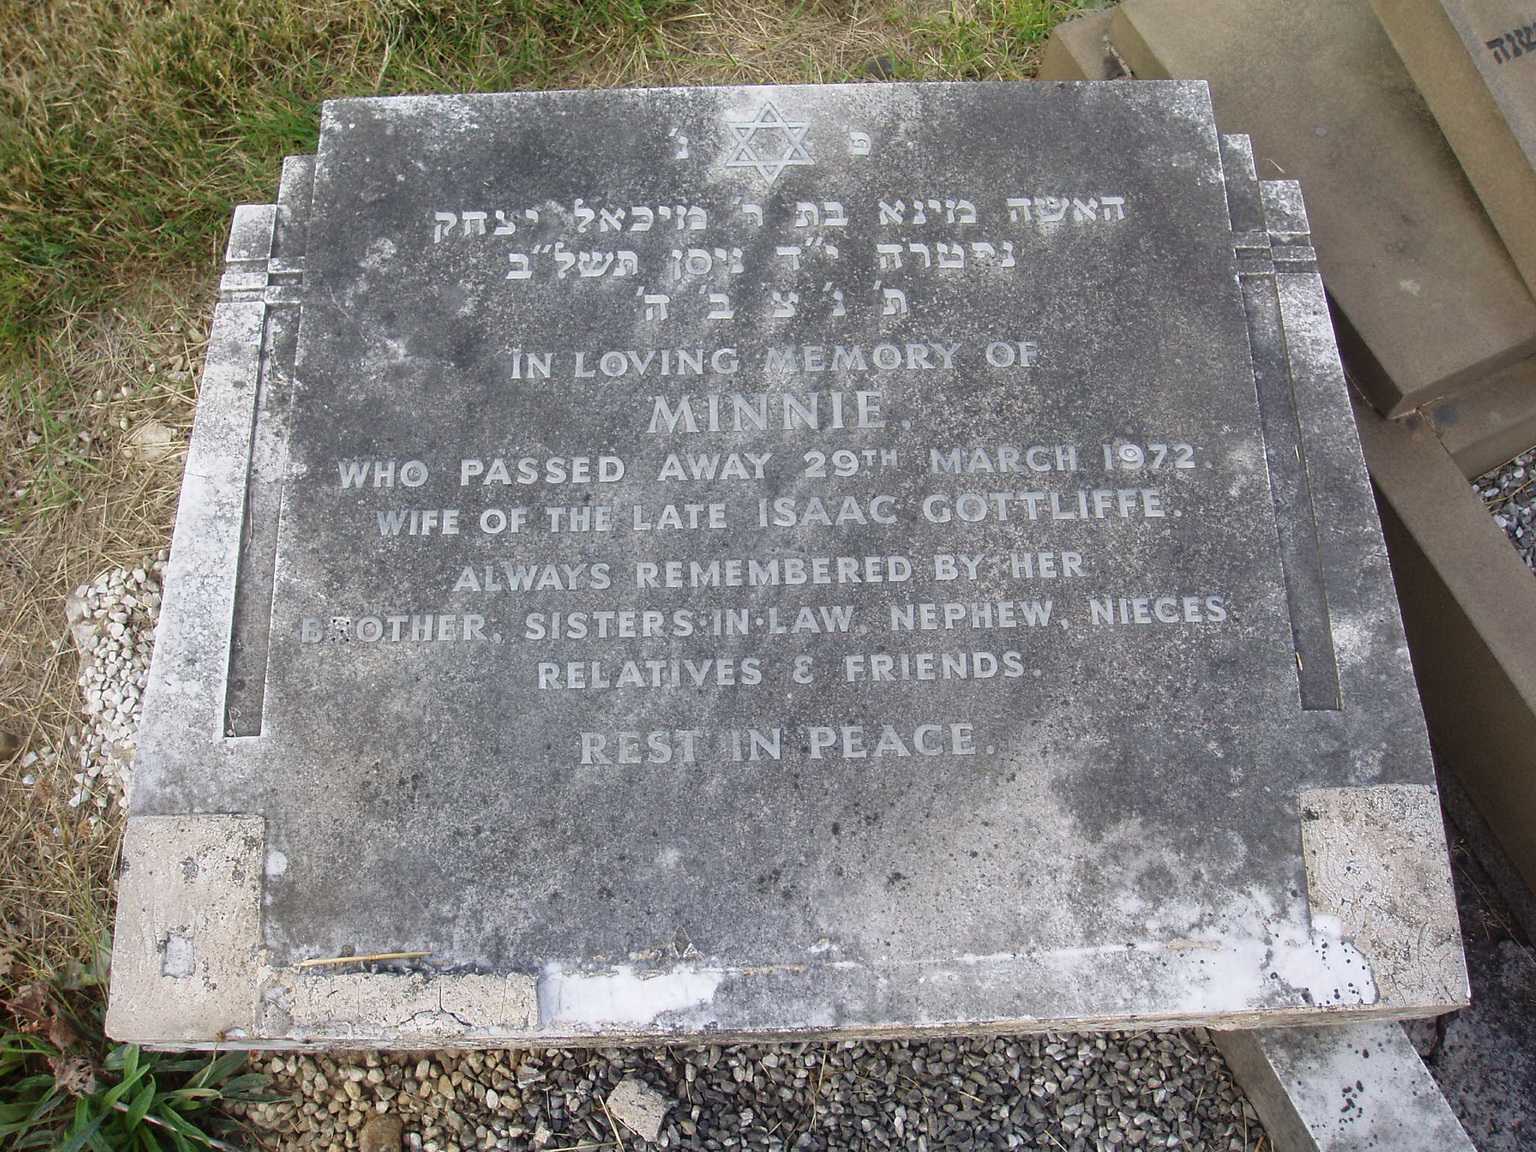 פ נ׳
האשה מינא בת ר׳ מיכאל יצחק
נפטרה י״ד ניסן תשל״ב
ת׳ נ׳ צ׳ ב׳ ה׳
IN LOVING MEMORY OF
MINNIE.
WHO PASSED AWAY 29TH MARCH 1972.
WIFE OF THE LATE ISAAC GOTTLIFFE.
ALWAYS REMEMBERED BY HER
BROTHER, SISTERS·IN·LAW, NEPHEW, NIECES
RELATIVES & FRIENDS.
REST IN PEACE.